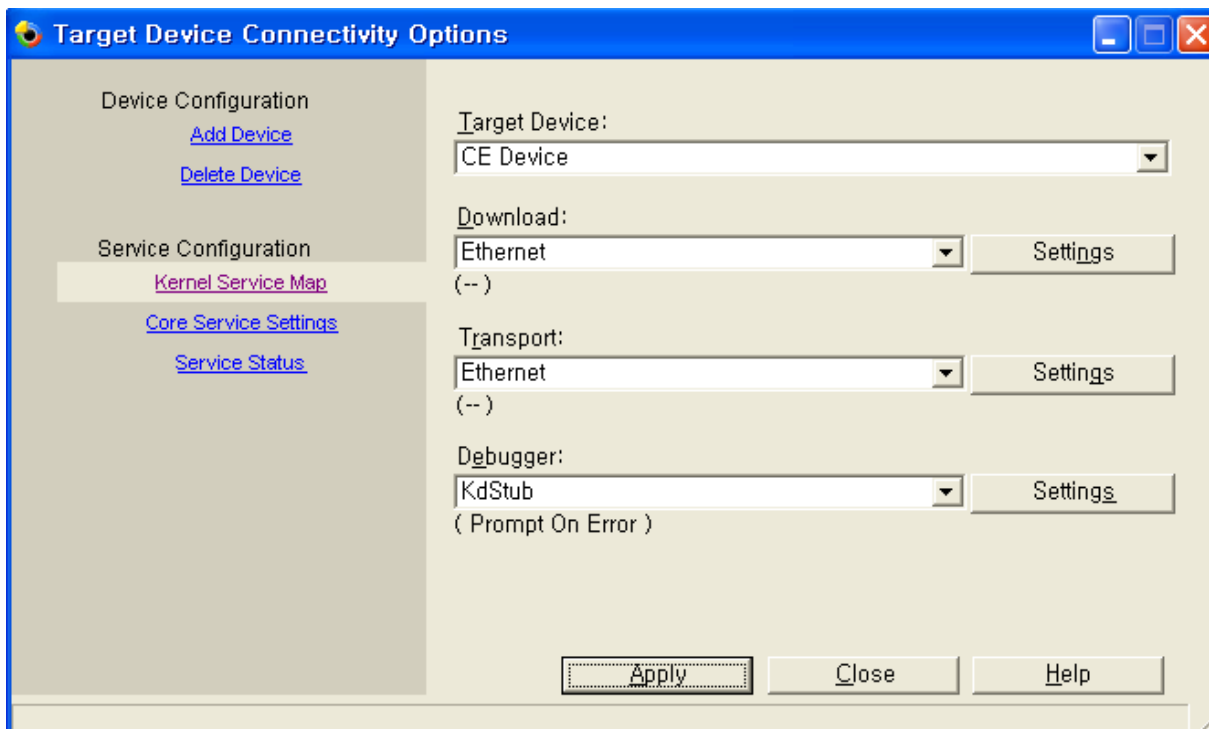 Target Device Connectivity Options
Device Configuration
Add Device
Delete Device
Service Configuration
Kernel Service Map
Core Service Settings
Service Status
Target Device:
CE Device
Download:
Ethernet
Settings
(-- )
Transport:
Ethernet
Settings
(-- )
Debugger:
KdStub
Settings
( Prompt On Error )
Apply
Close
Help